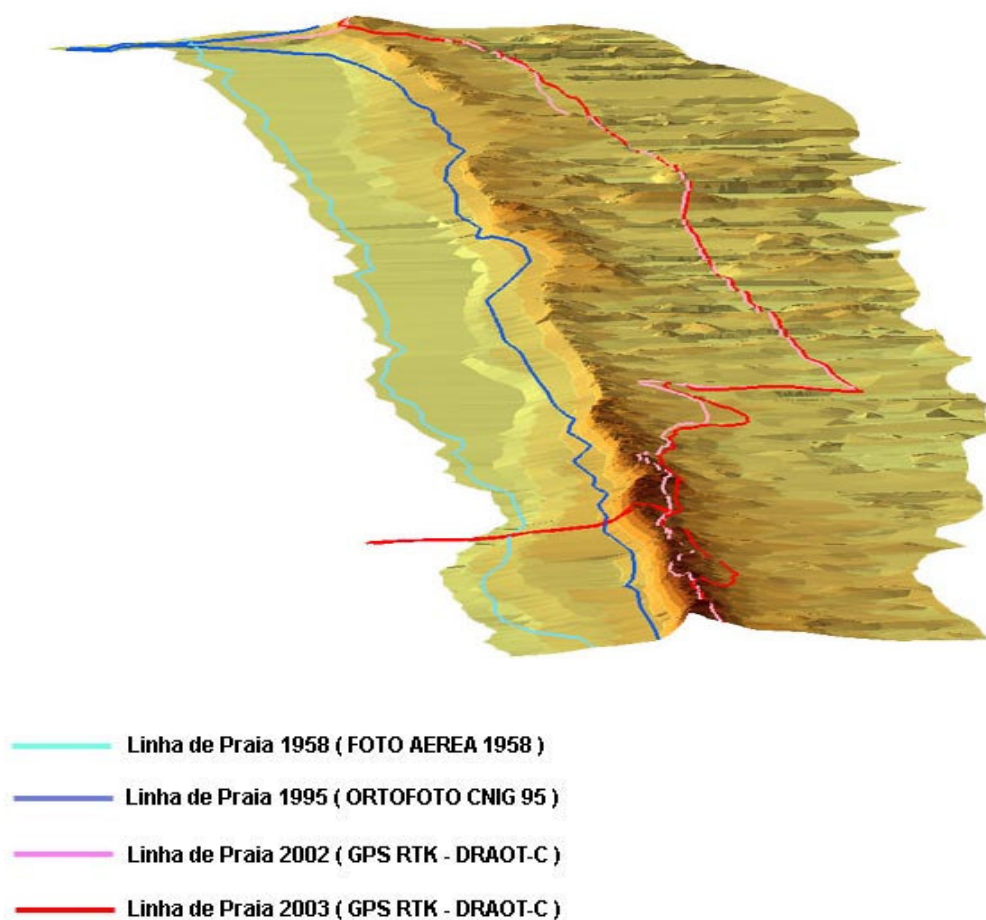 Linha de Praia 1958 ( FOTO AEREA 1958 )
Linha de Praia 1995 ( ORTOFOTO CNIG 95 )
Linha de Praia 2002 ( GPS RTK - DRAOT-C )
Linha de Praia 2003 ( GPS RTK - DRAOT-C )